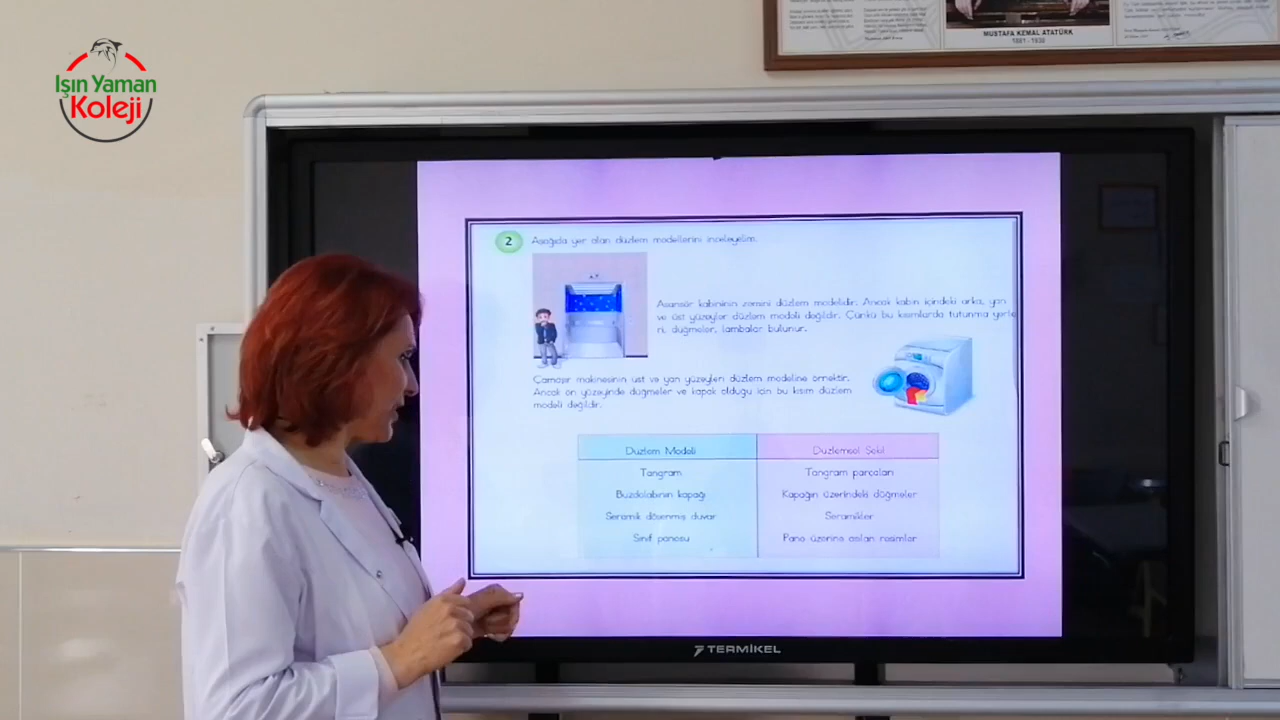 Işın Yaman
Koleji
MUSTAFA KEMAL ATATÜRK
1881 - 1938
2 Aşağıda yer alan düzlem modellerini inceleyelim.
Asansör kabininin zemini düzlem modelidir. Ancak kabin içindeki arka, yan
ve üst yüzeyler düzlem modeli değildir. Çünkü bu kısımlarda tutunma yerle
ri, düğmeler, lambalar bulunur.
Çamaşır makinesinin üst ve yan yüzeyleri düzlem modeline örnektir.
Ancak ön yüzeyinde düğmeler ve kapak olduğu için bu kısım düzlem
modeli değildir.
Düzlem Modeli Düzlemsel Şekil
Tangram Tangram parçaları
Buzdolabının kapağı Kapağın üzerindeki düğmeler
Seramik döşenmiş duvar Seramikler
Sınıf panosu Pano üzerine asılan resimler
TERMİKEL